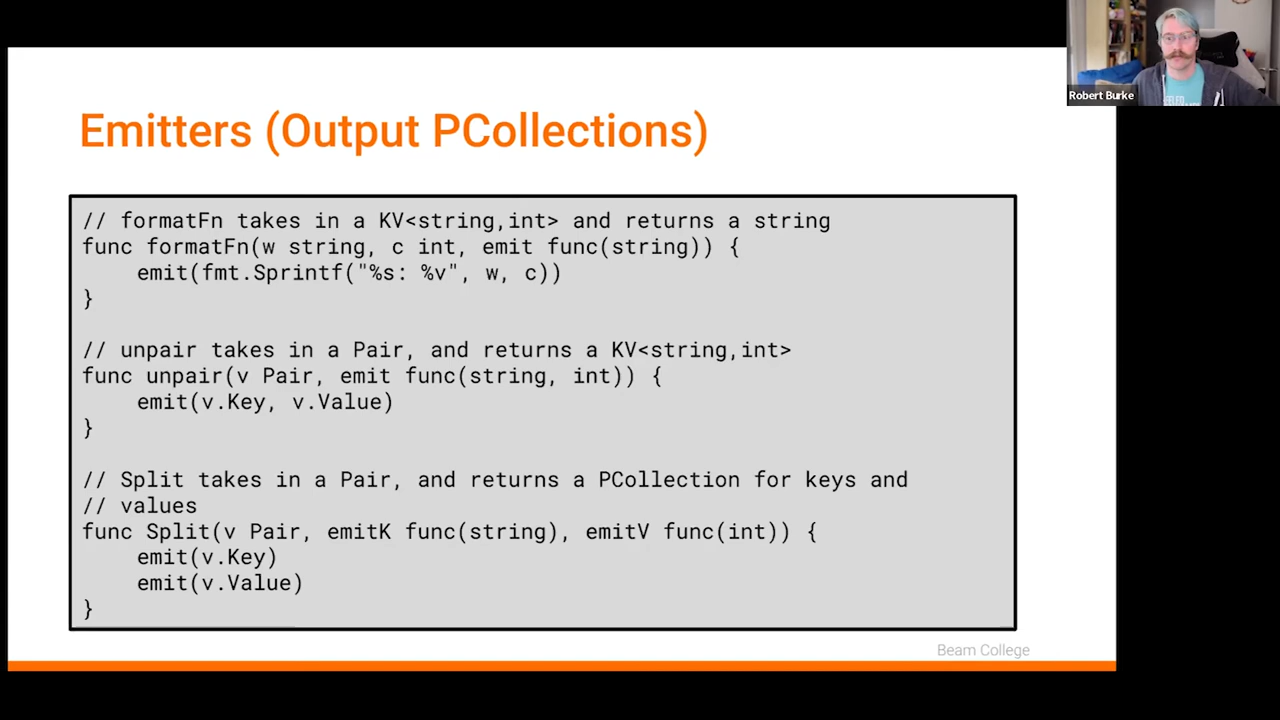 Robert Burke
Emitters (Output PCollections)
// formatFn takes in a KV<string,int> and returns a string
func formatFn(w string, c int, emit func(string)) {
    emit(fmt.Sprintf("%s: %v", w, c))
}
// unpair takes in a Pair, and returns a KV<string,int>
func unpair(v Pair, emit func(string, int)) {
    emit(v.Key, v.Value)
}
// Split takes in a Pair, and returns a PCollection for keys and
// values
func Split(v Pair, emitK func(string), emitV func(int)) {
    emit(v.Key)
    emit(v.Value)
}
Beam College